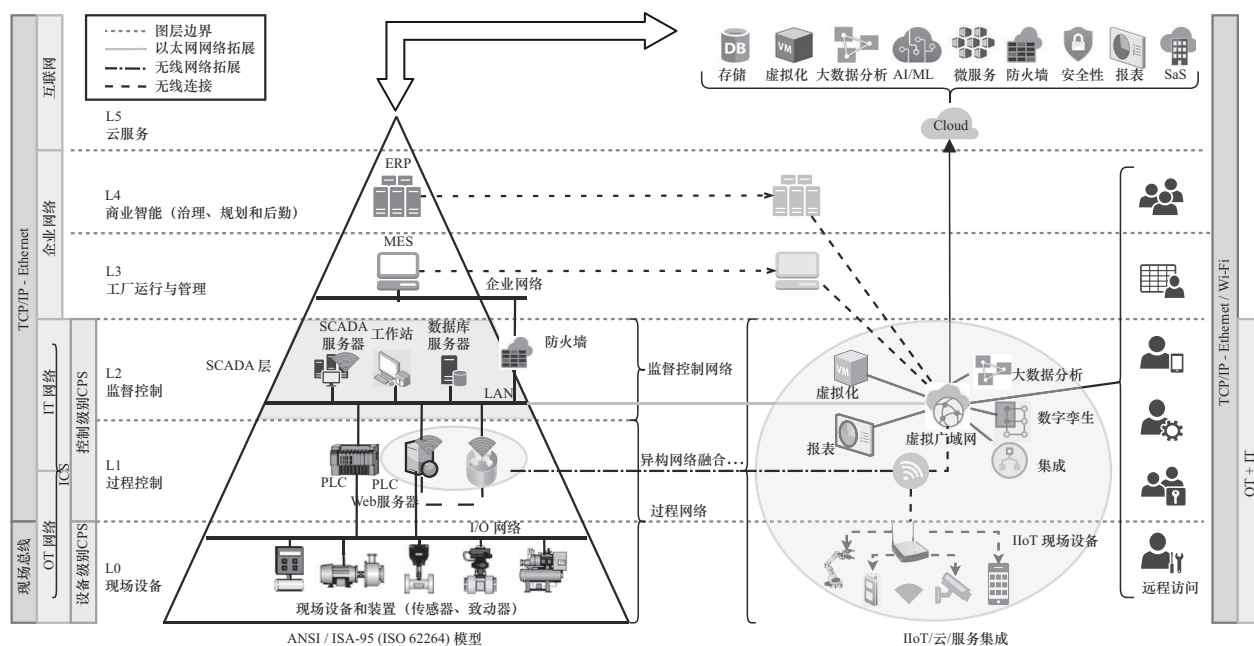 图层边界
以太网网络拓展
无线网络拓展
无线连接
TCP/IP - Ethernet
现场总线
互联网
企业网络
IT 网络
OT 网络
ICS
控制级别CPS
设备级别CPS
L5
云服务
L4
商业智能（治理、规划和后勤）
L3
工厂运行与管理
L2
监督控制
L1
过程控制
L0
现场设备
ERP
MES
企业网络
SCADA 层
SCADA
服务器
工作站
数据库
服务器
防火墙
LAN
PLC
PLC
Web服务器
I/O 网络
现场设备和装置（传感器、致动器）
ANSI / ISA-95 (ISO 62264) 模型
监督控制网络
异构网络融合…
过程网络
DB
VM
存储
虚拟化
大数据分析
AI/ML
微服务
防火墙
安全性
报表
SaaS
Cloud
VM
虚拟化
大数据分析
报表
虚拟广域网
数字孪生
集成
IIoT 现场设备
IIoT/云/服务集成
远程访问
TCP/IP - Ethernet / Wi-Fi
OT + IT